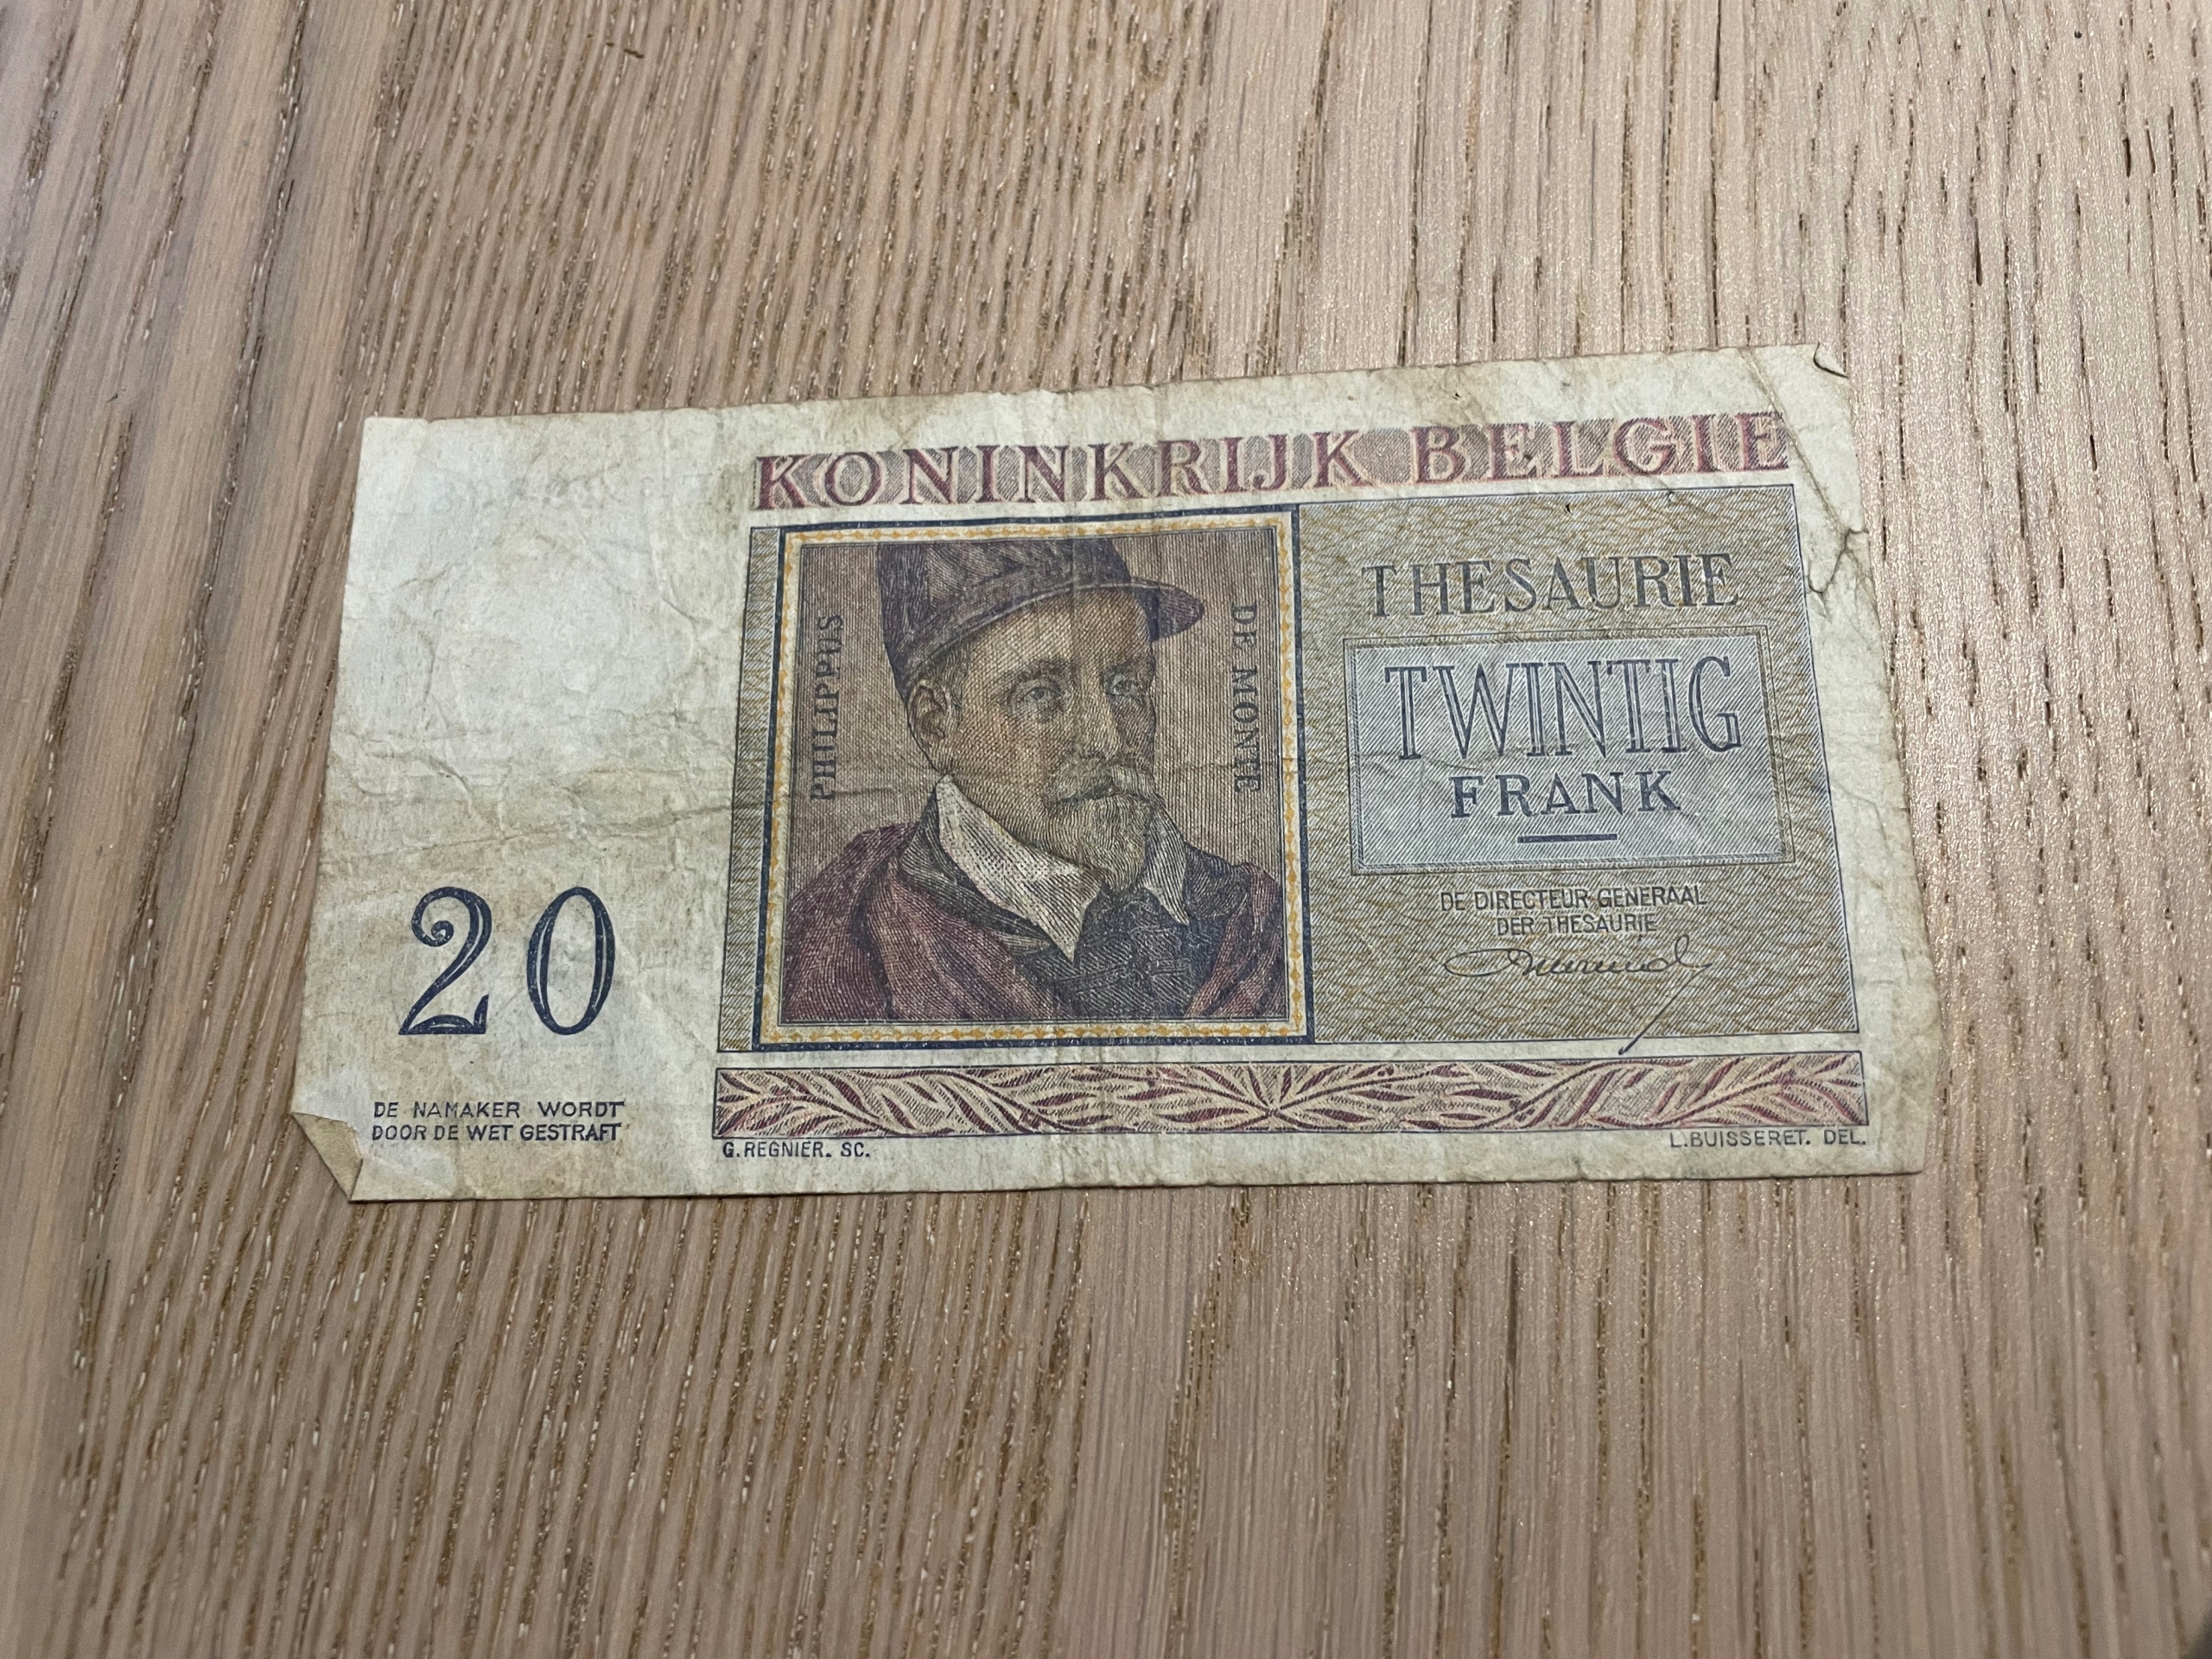 KONINKRIJK BELGIE
PHILIPPUS
DE MONTE
THESAURIE
TWINTIG
FRANK
DE DIRECTEUR GENERAAL
DER THESAURIE
20
DE NAMAKER WORDT
DOOR DE WET GESTRAFT
G. REGNIER. SC.
L. BUISSERET. DEL.